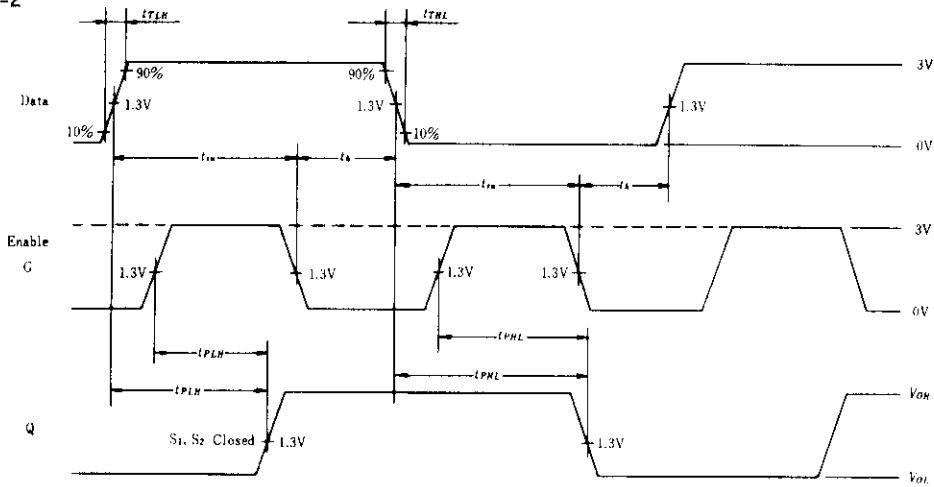 -2
tTLH
tTHL
90%
90%
3V
Data
1.3V
1.3V
1.3V
10%
10%
0V
tsu
th
tsu
th
Enable
G
3V
1.3V
1.3V
1.3V
1.3V
0V
tPLH
tPHL
tPLH
tPHL
VOH
Q
S1, S2 Closed
1.3V
1.3V
VOL